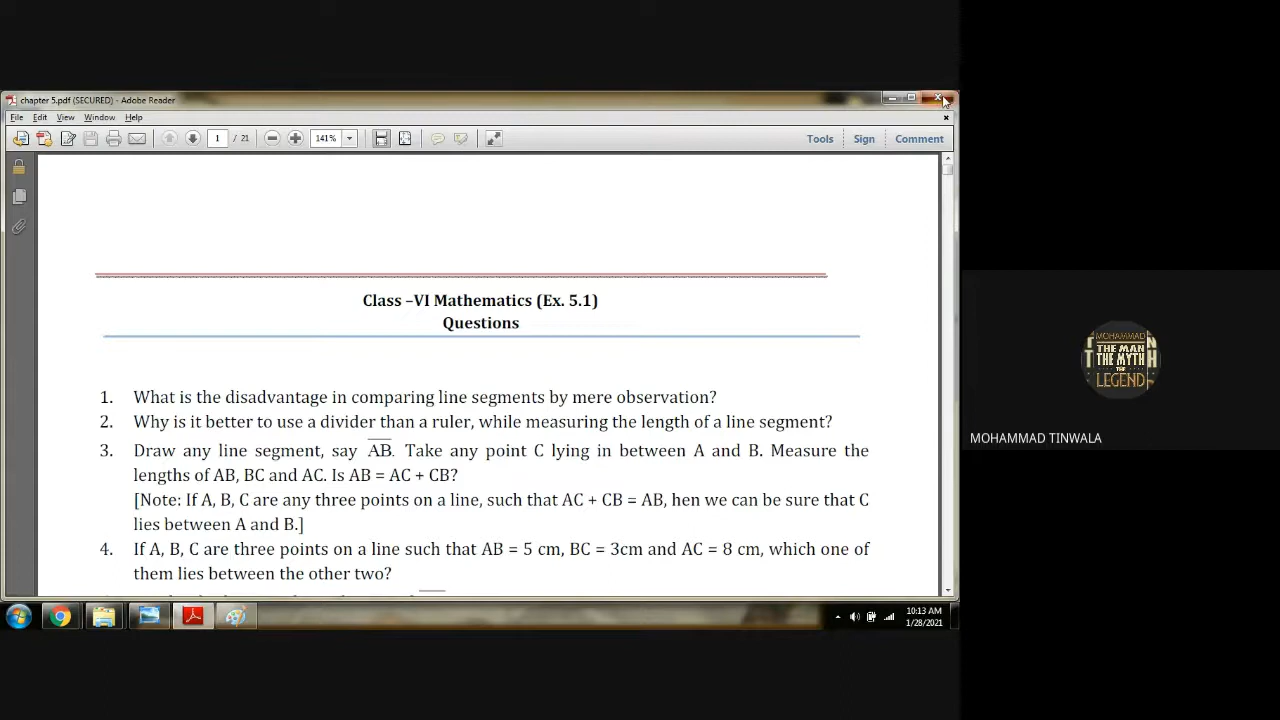 chapter 5.pdf (SECURED) - Adobe Reader
File Edit View Window Help
1 / 21 141% Tools Sign Comment
Class –VI Mathematics (Ex. 5.1)
Questions
1. What is the disadvantage in comparing line segments by mere observation?
2. Why is it better to use a divider than a ruler, while measuring the length of a line segment?
3. Draw any line segment, say AB. Take any point C lying in between A and B. Measure the
lengths of AB, BC and AC. Is AB = AC + CB?
[Note: If A, B, C are any three points on a line, such that AC + CB = AB, hen we can be sure that C
lies between A and B.]
4. If A, B, C are three points on a line such that AB = 5 cm, BC = 3cm and AC = 8 cm, which one of
them lies between the other two?
10:13 AM
1/28/2021
MOHAMMAD
THE MAN
THE MYTH
THE
LEGEND
MOHAMMAD TINWALA